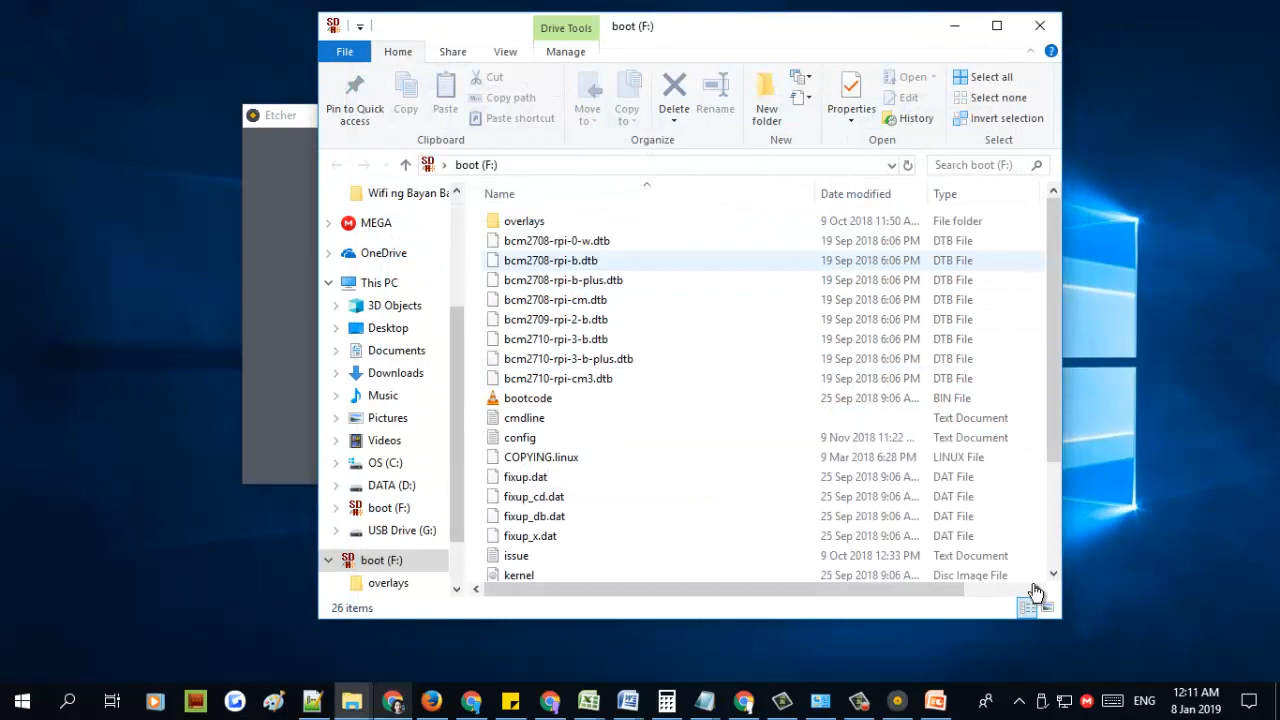 Drive Tools boot (F:)
File Home Share View Manage
Pin to Quick access
Copy
Paste
Cut
Copy path
Paste shortcut
Clipboard
Move to
Copy to
Delete
Rename
Organize
New folder
New
Properties
Open
Edit
History
Open
Select all
Select none
Invert selection
Select
Etcher
boot (F:)
Search boot (F:)
Wifi ng Bayan Ba
MEGA
OneDrive
This PC
3D Objects
Desktop
Documents
Downloads
Music
Pictures
Videos
OS (C:)
DATA (D:)
boot (F:)
USB Drive (G:)
boot (F:)
overlays
Name Date modified Type
overlays 9 Oct 2018 11:50 A... File folder
bcm2708-rpi-0-w.dtb 19 Sep 2018 6:06 PM DTB File
bcm2708-rpi-b.dtb 19 Sep 2018 6:06 PM DTB File
bcm2708-rpi-b-plus.dtb 19 Sep 2018 6:06 PM DTB File
bcm2708-rpi-cm.dtb 19 Sep 2018 6:06 PM DTB File
bcm2709-rpi-2-b.dtb 19 Sep 2018 6:06 PM DTB File
bcm2710-rpi-3-b.dtb 19 Sep 2018 6:06 PM DTB File
bcm2710-rpi-3-b-plus.dtb 19 Sep 2018 6:06 PM DTB File
bcm2710-rpi-cm3.dtb 19 Sep 2018 6:06 PM DTB File
bootcode 25 Sep 2018 9:06 A... BIN File
cmdline Text Document
config 9 Nov 2018 11:22 ... Text Document
COPYING.linux 9 Mar 2018 6:28 PM LINUX File
fixup.dat 25 Sep 2018 9:06 A... DAT File
fixup_cd.dat 25 Sep 2018 9:06 A... DAT File
fixup_db.dat 25 Sep 2018 9:06 A... DAT File
fixup_x.dat 25 Sep 2018 9:06 A... DAT File
issue 9 Oct 2018 12:33 PM Text Document
kernel 25 Sep 2018 9:06 A... Disc Image File
26 items
ENG
12:11 AM
8 Jan 2019